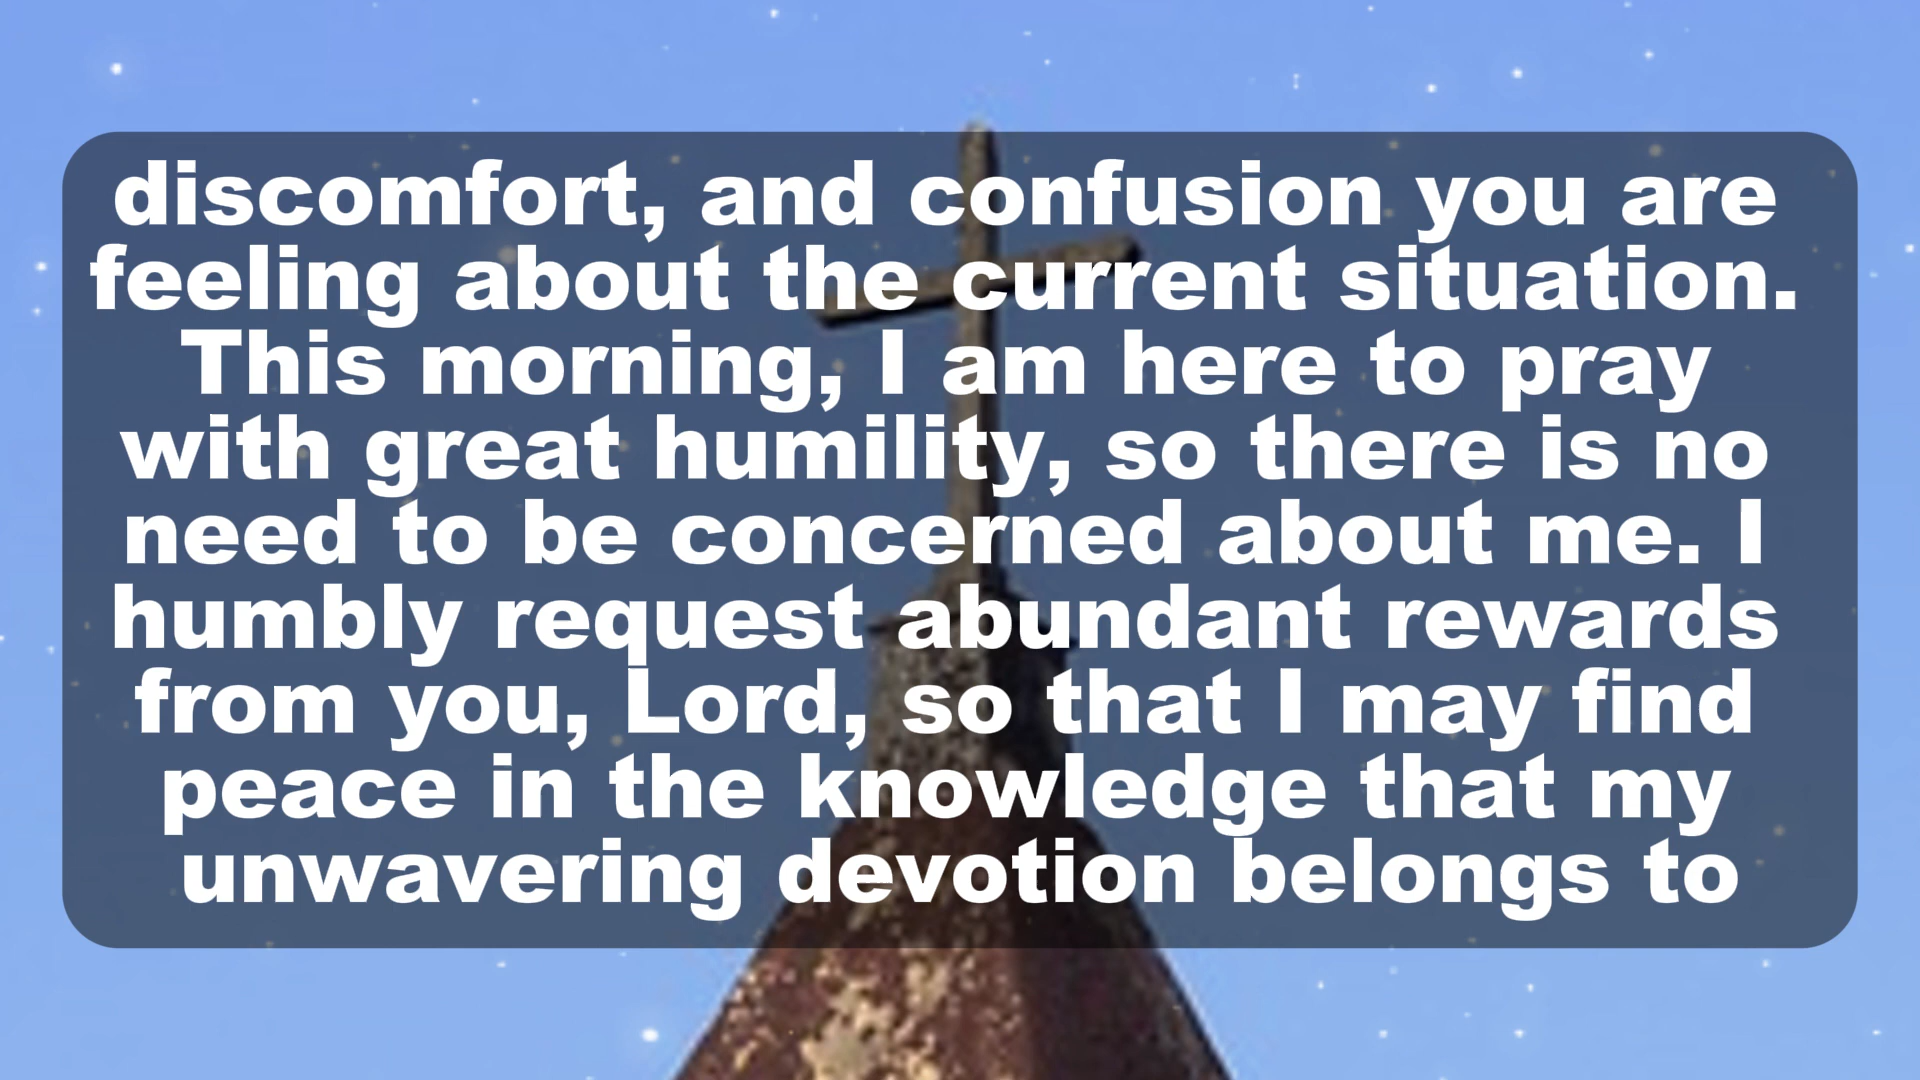 discomfort, and confusion you are
feeling about the current situation.
This morning, I am here to pray
with great humility, so there is no
need to be concerned about me. I
humbly request abundant rewards
from you, Lord, so that I may find
peace in the knowledge that my
unwavering devotion belongs to